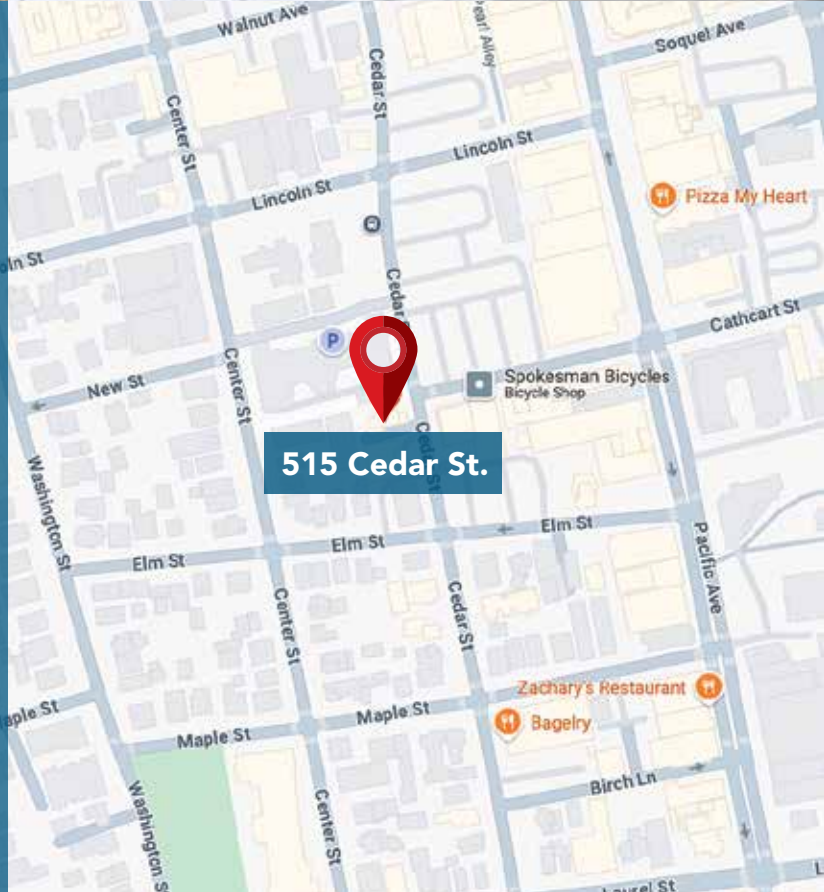 Walnut Ave
Soquel Ave
Cedar St
Pearl Alley
Center St
Lincoln St
Lincoln St
Pizza My Heart
oln St
Cedar
Cathcart St
P
New St
Center St
Spokesman Bicycles
Bicycle Shop
515 Cedar St.
Washington St
Elm St
Elm St
Elm St
Pacific Ave
Center St
Cedar St
Zachary's Restaurant
Bagelry
aple St
Maple St
Maple St
Birch Ln
Washington S
Center St
Laurel St
L